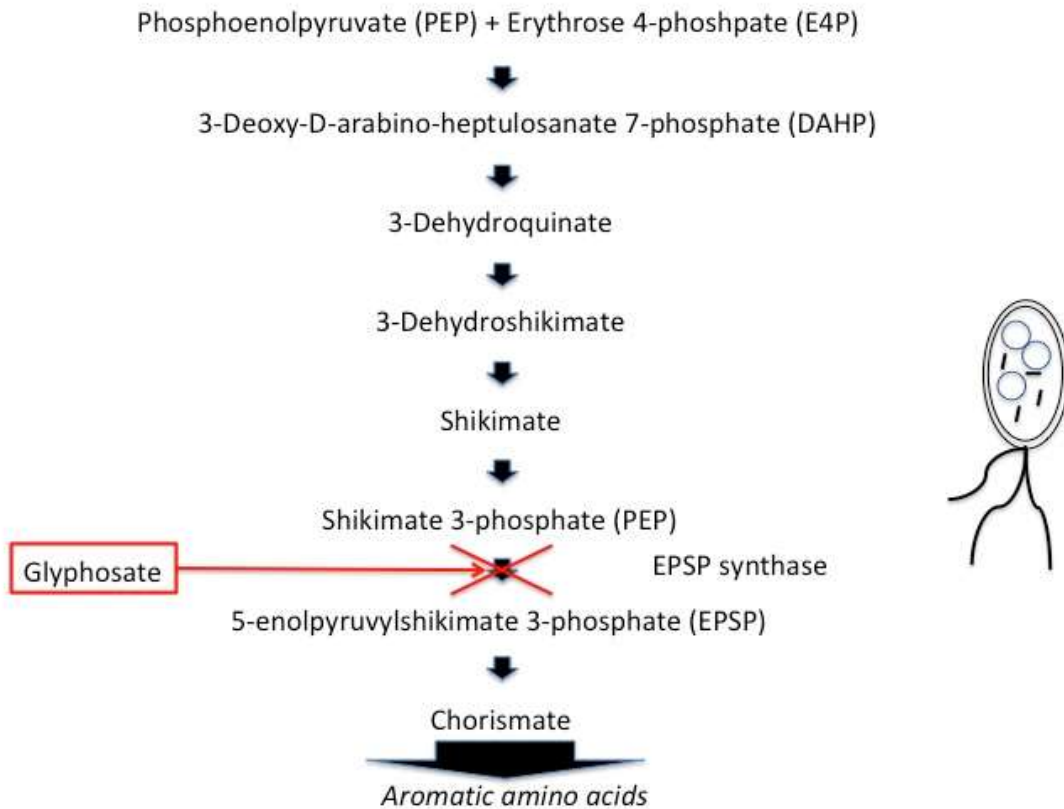 Phosphoenolpyruvate (PEP) + Erythrose 4-phoshpate (E4P)
3-Deoxy-D-arabino-heptulosanate 7-phosphate (DAHP)
3-Dehydroquinate
3-Dehydroshikimate
Shikimate
Shikimate 3-phosphate (PEP)
Glyphosate
EPSP synthase
5-enolpyruvylshikimate 3-phosphate (EPSP)
Chorismate
Aromatic amino acids